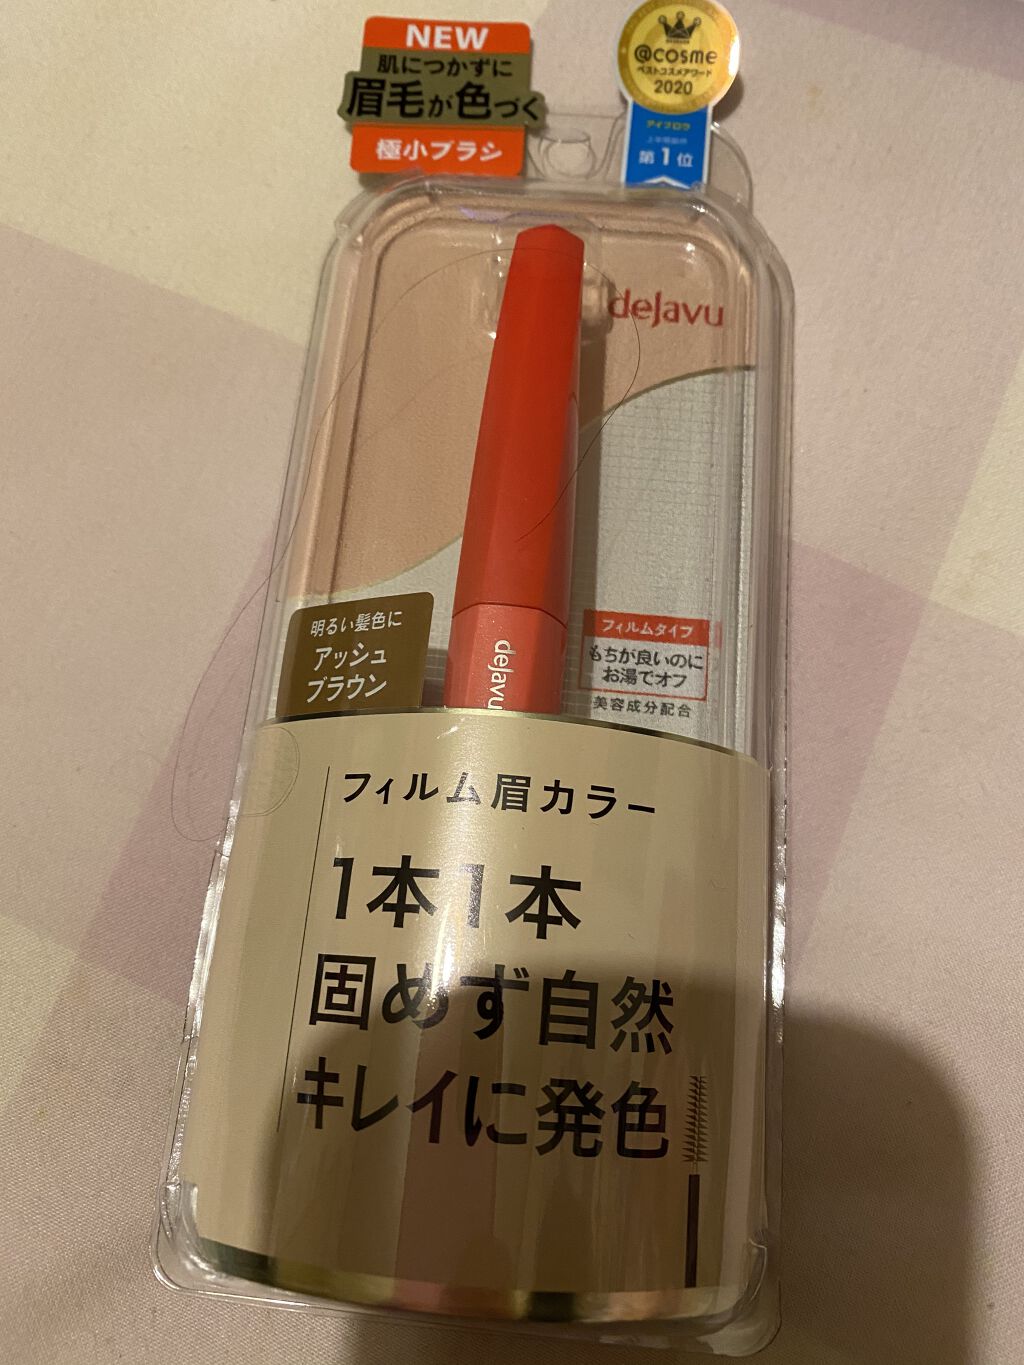 NEW
肌につかずに
眉毛が色づく
極小ブラシ
@cosme
ベストコスメアワード
2020
アイブロウ
第1位
dejavu
明るい髪色に
アッシュ
ブラウン
dejavu
フィルムタイプ
もちが良いのに
お湯でオフ
美容成分配合
フィルム眉カラー
1本1本
固めず自然
キレイに発色